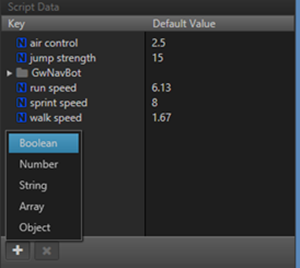 Script Data
Key Default Value
N air control 2.5
N jump strength 15
GwNavBot
N run speed 6.13
N sprint speed 8
N walk speed 1.67
Boolean
Number
String
Array
Object